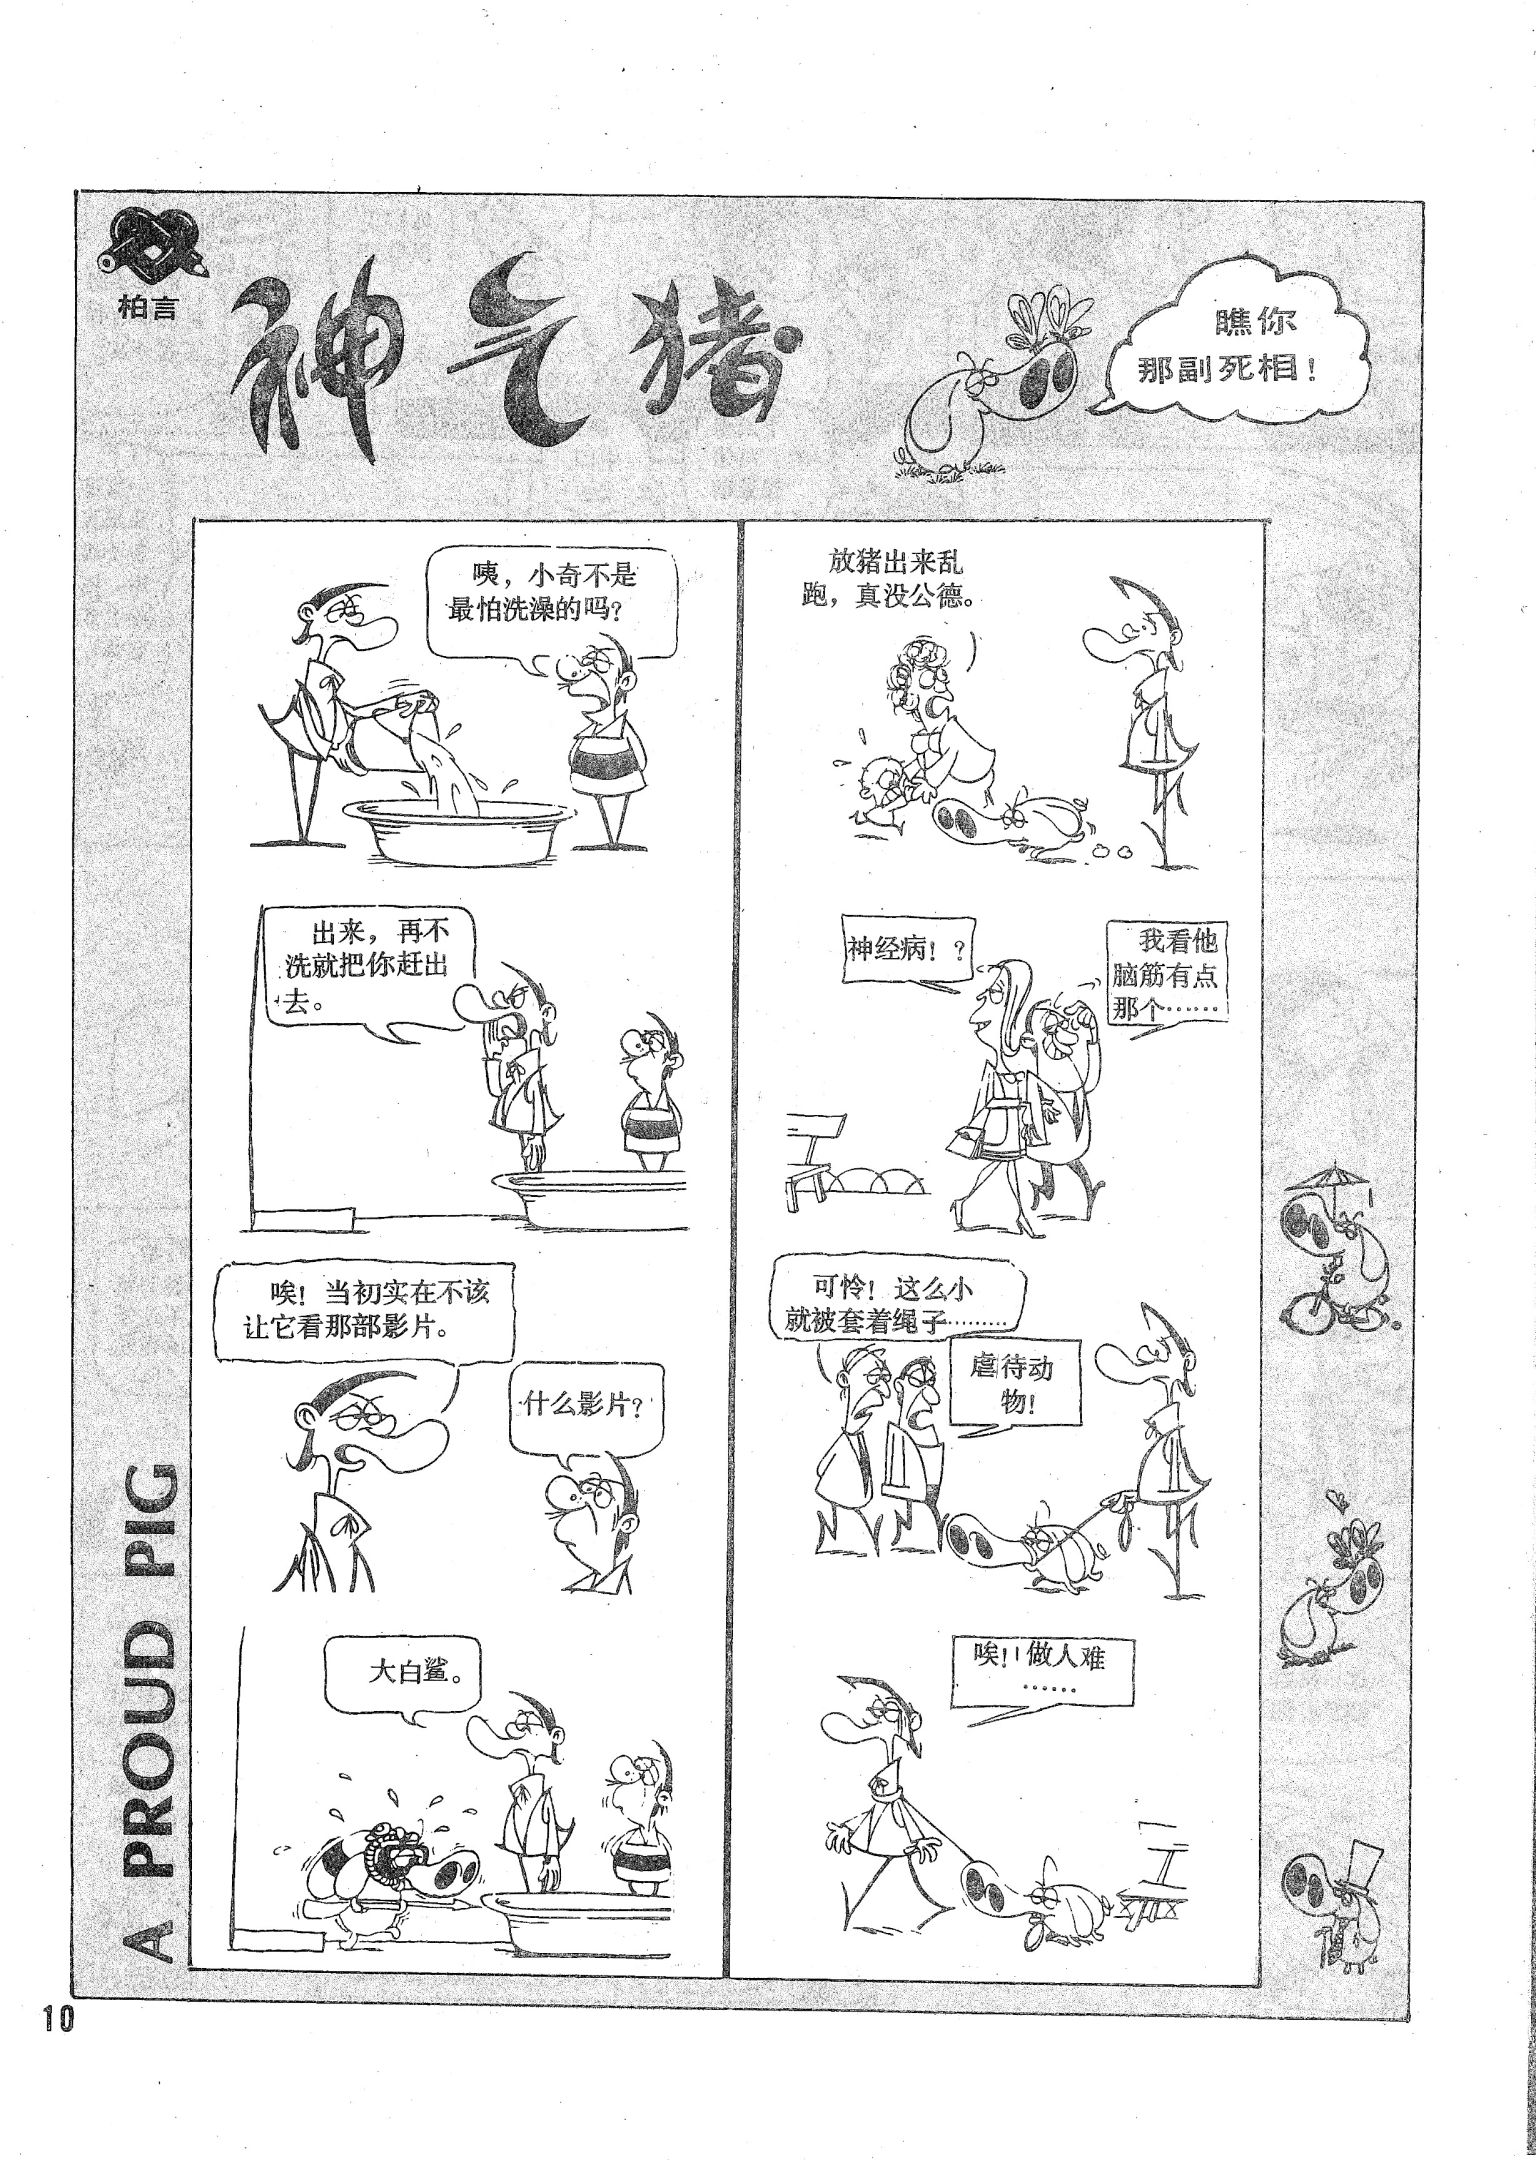 柏言
神气猪
瞧你
那副死相！
咦，小奇不是
最怕洗澡的吗？
出来，再不
洗就把你赶出
去。
唉！当初实在不该
让它看那部影片。
什么影片？
大白鲨。
放猪出来乱
跑，真没公德。
神经病！？
我看他
脑筋有点
那个……
可怜！这么小
就被套着绳子………
虐待动
物！
唉！做人难
……
A PROUD PIG
10